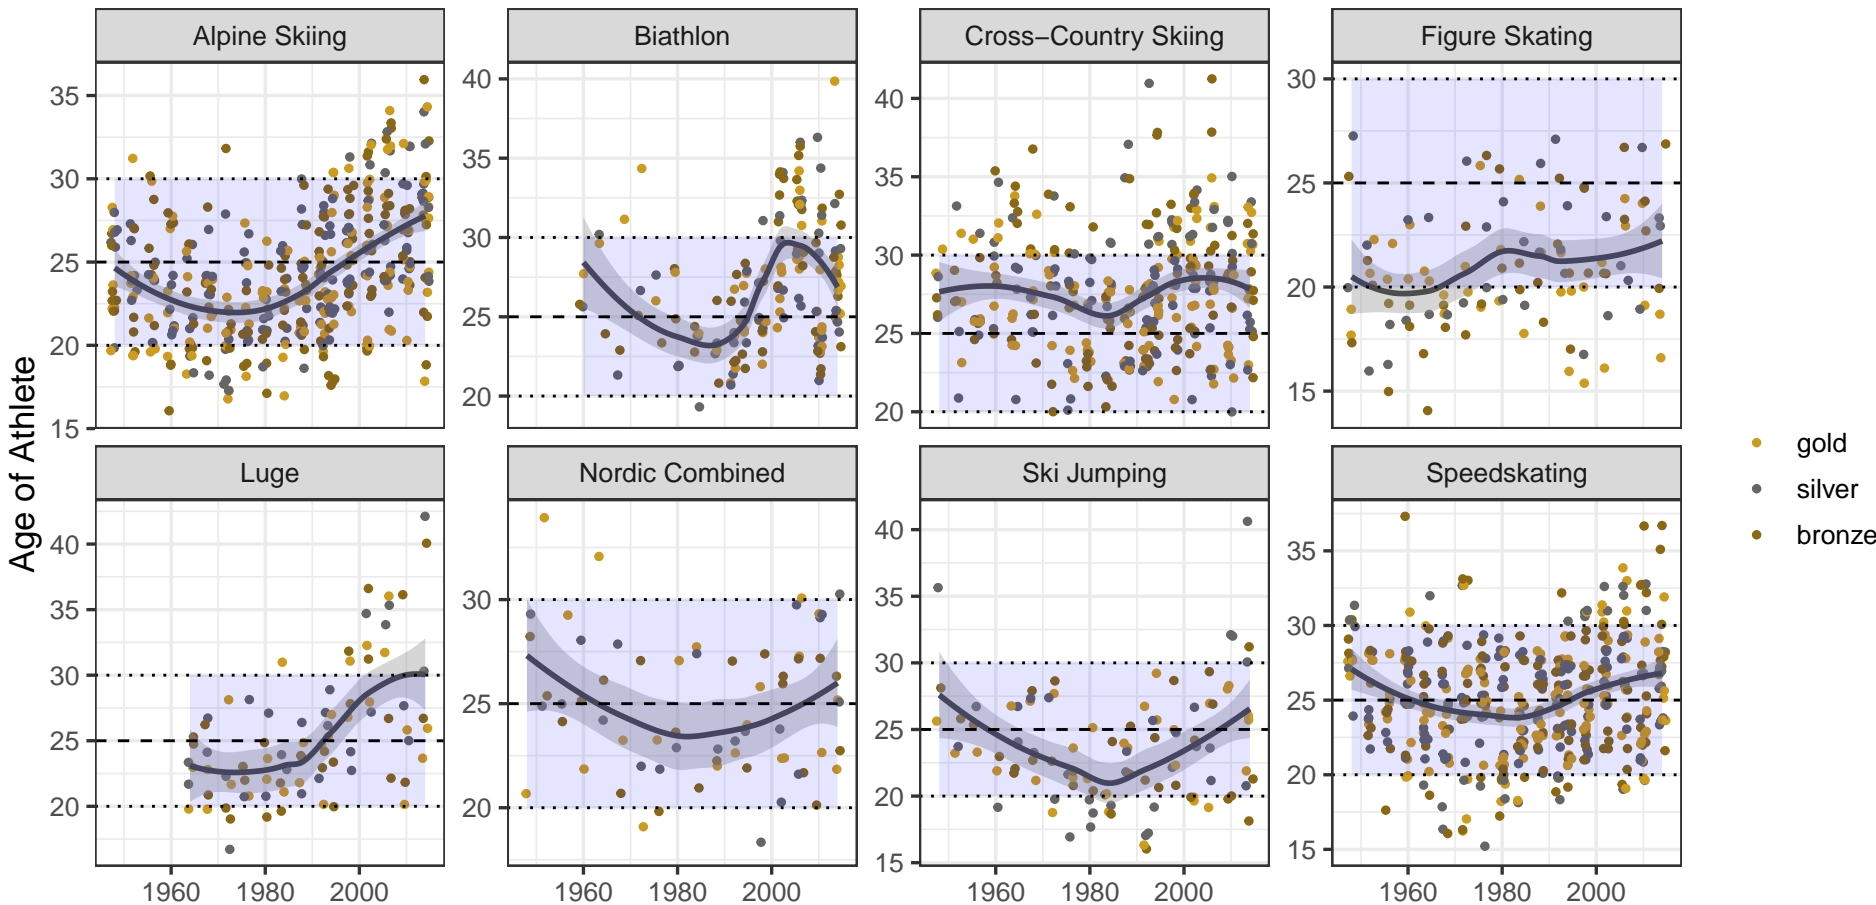 Alpine Skiing
Biathlon
Cross−Country Skiing
Figure Skating
35
30
25
20
15
40
35
30
25
20
40
35
30
25
20
30
25
20
15
Age of Athlete
Luge
Nordic Combined
Ski Jumping
Speedskating
40
35
30
25
20
30
25
20
40
35
30
25
20
15
35
30
25
20
15
1960 1980 2000
1960 1980 2000
1960 1980 2000
1960 1980 2000
gold
silver
bronze